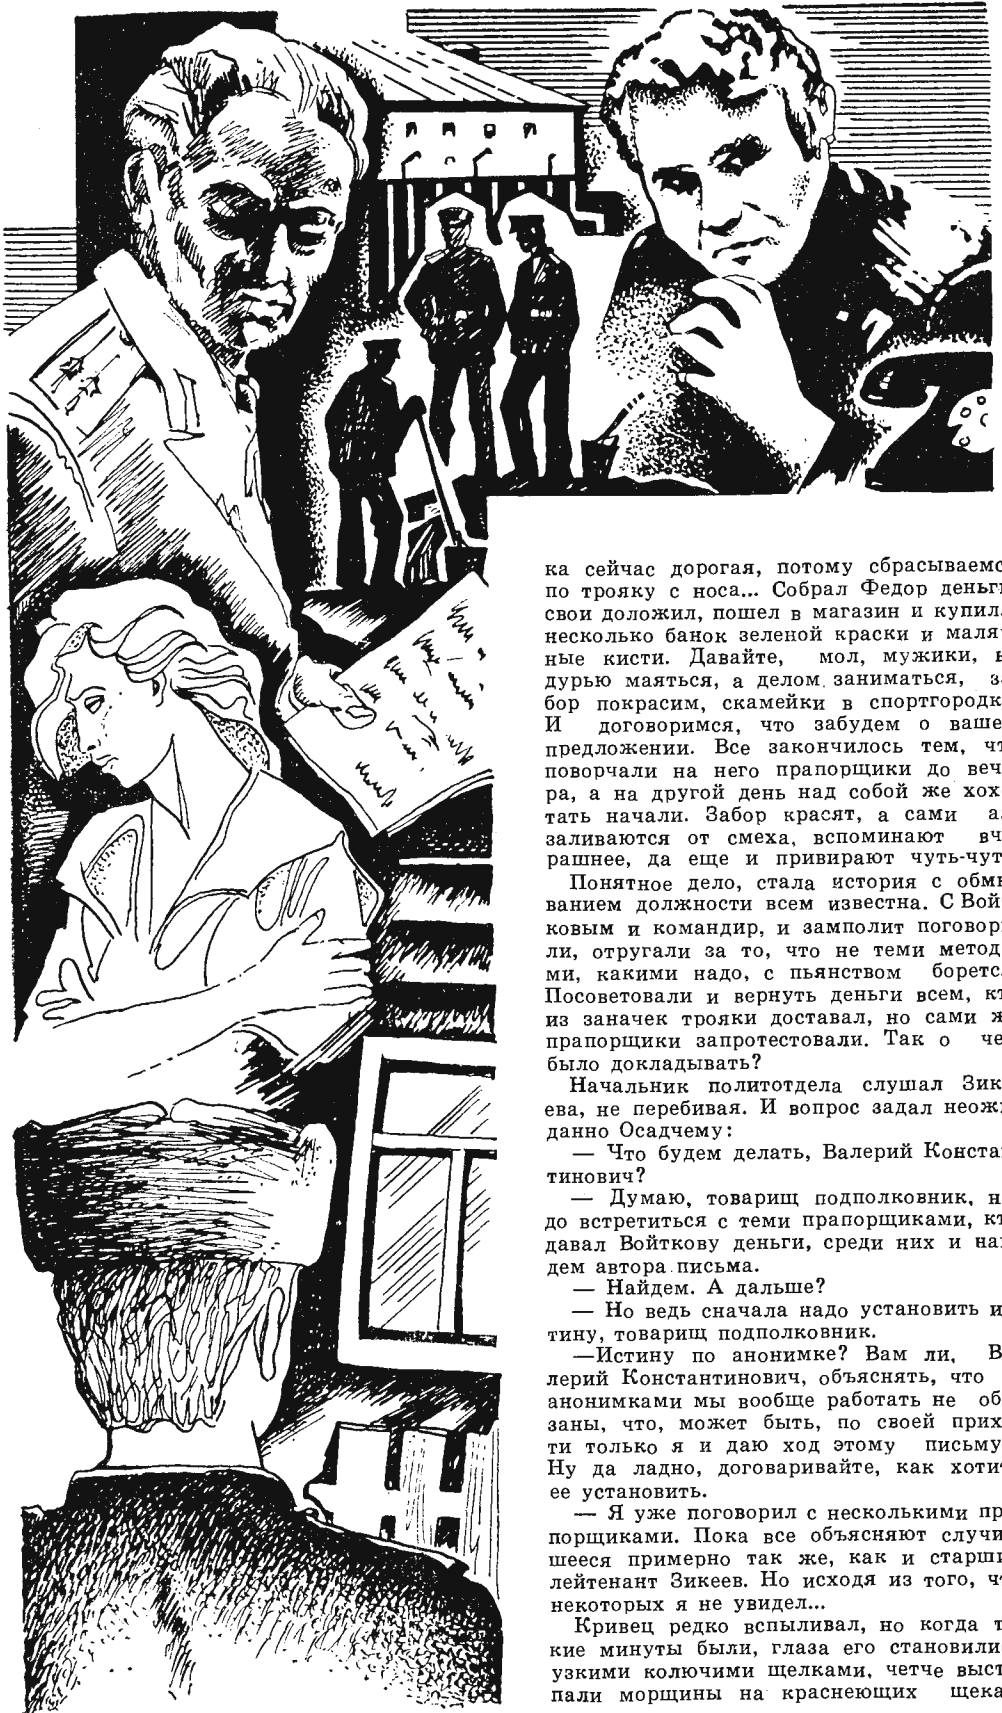 ка сейчас дорогая, потому сбрасываемс
по трояку с носа... Собрал Федор деньг
свои доложил, пошел в магазин и купил
несколько банок зеленой краски и маля
ные кисти. Давайте, мол, мужики,
дурью маяться, а делом заниматься, з
бор покрасим, скамейки в спортгородк
И договоримся, что забудем о ваше
предложении. Все закончилось тем, чт
поворчали на него прапорщики до веч
ра, а на другой день над собой же хох
тать начали. Забор красят, а сами а
заливаются от смеха, вспоминают вч
рашнее, да еще и привирают чуть-чут
Понятное дело, стала история с обмы
ванием должности всем известна. С Вой
ковым и командир, и замполит поговор
ли, отругали за то, что не теми метод
ми, какими надо, с пьянством боретс
Посоветовали и вернуть деньги всем, кт
из заначек трояки доставал, но сами ж
прапорщики запротестовали. Так о че
было докладывать?
Начальник политотдела слушал Зик
ева, не перебивая. И вопрос задал неож
данно Осадчему:
— Что будем делать, Валерий Конста
тинович?
— Думаю, товарищ подполковник, н
до встретиться с теми прапорщиками, кт
давал Войткову деньги, среди них и на
дем автора письма.
— Найдем. А дальше?
— Но ведь сначала надо установить и
тину, товарищ подполковник.
—Истину по анонимке? Вам ли, В
лерий Константинович, объяснять, что
анонимками мы вообще работать не об
заны, что, может быть, по своей прих
ти только я и даю ход этому письму
Ну да ладно, договаривайте, как хоти
ее установить.
— Я уже поговорил с несколькими пр
порщиками. Пока все объясняют случи
шееся примерно так же, как и старши
лейтенант Зикеев. Но исходя из того, ч
некоторых я не увидел...
Кривец редко вспыливал, но когда т
кие минуты были, глаза его становили
узкими колючими щелками, четче выст
пали морщины на краснеющих щека